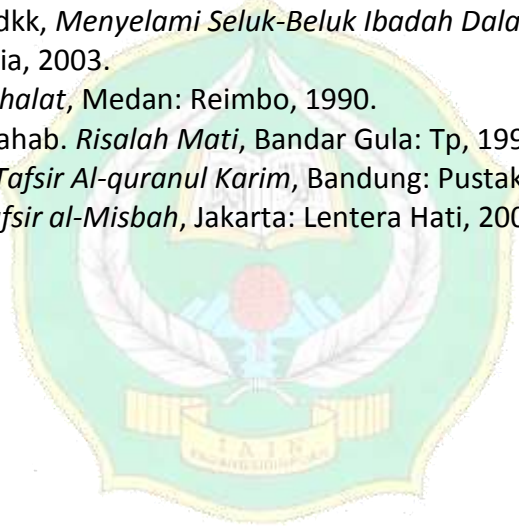 dkk, Menyelami Seluk-Beluk Ibadah Dala
ia, 2003.
halat, Medan: Reimbo, 1990.
ahab. Risalah Mati, Bandar Gula: Tp, 199
Tafsir Al-quranul Karim, Bandung: Pustak
afsir al-Misbah, Jakarta: Lentera Hati, 200
I A I N